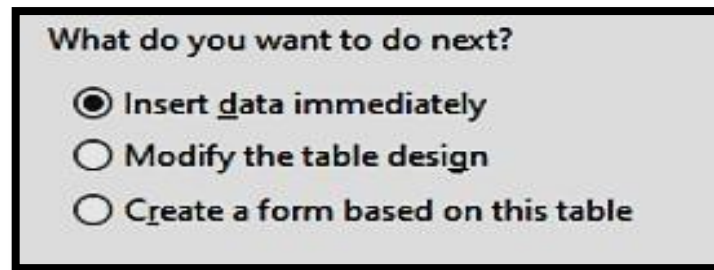 What do you want to do next?
Insert data immediately
Modify the table design
Create a form based on this table